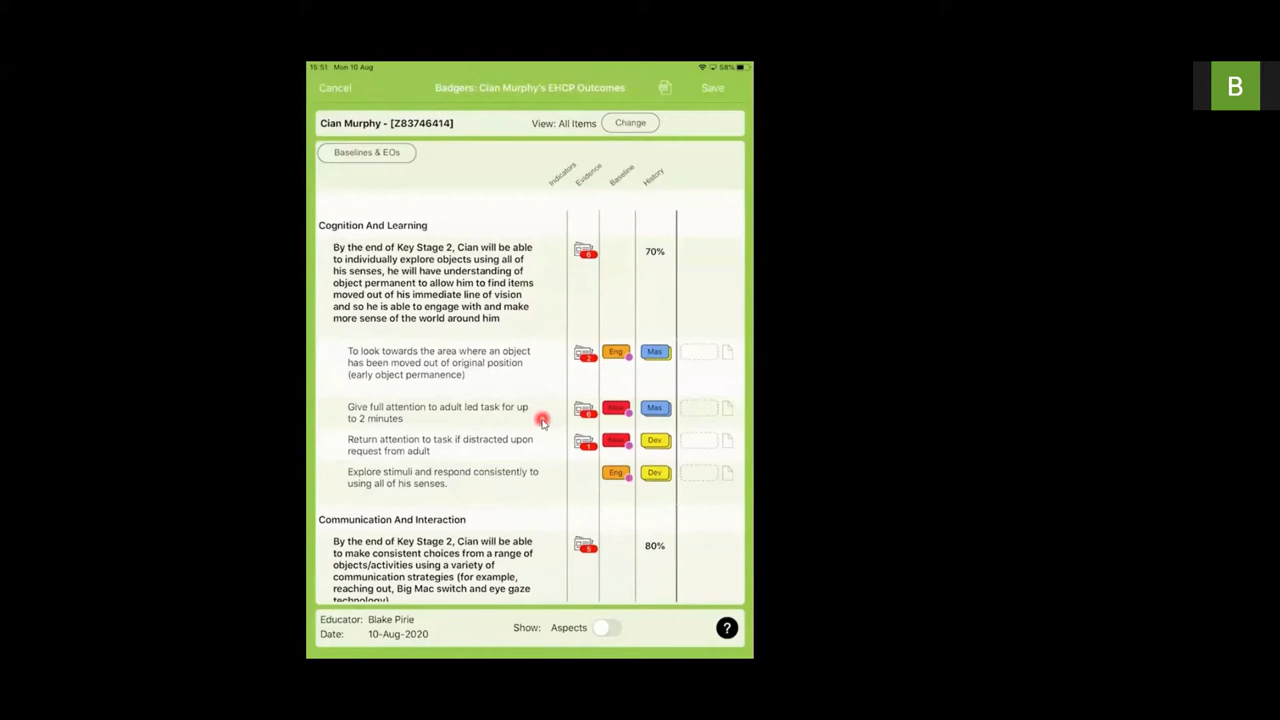 15:51 Mon 10 Aug
58%
Cancel
Badgers: Cian Murphy's EHCP Outcomes
Save
B
Cian Murphy - [Z83746414]
View: All Items
Change
Baselines & EOs
Indicators
Evidence
Baseline
History
Cognition And Learning
By the end of Key Stage 2, Cian will be able
to individually explore objects using all of
his senses, he will have understanding of
object permanent to allow him to find items
moved out of his immediate line of vision
and so he is able to engage with and make
more sense of the world around him
6
70%
To look towards the area where an object
has been moved out of original position
(early object permanence)
2
Eng
Mas
Give full attention to adult led task for up
to 2 minutes
6
Mas
Return attention to task if distracted upon
request from adult
1
Dev
Explore stimuli and respond consistently to
using all of his senses.
Eng
Dev
Communication And Interaction
By the end of Key Stage 2, Cian will be able
to make consistent choices from a range of
objects/activities using a variety of
communication strategies (for example,
reaching out, Big Mac switch and eye gaze
technology)
5
80%
Educator: Blake Pirie
Date: 10-Aug-2020
Show: Aspects
?